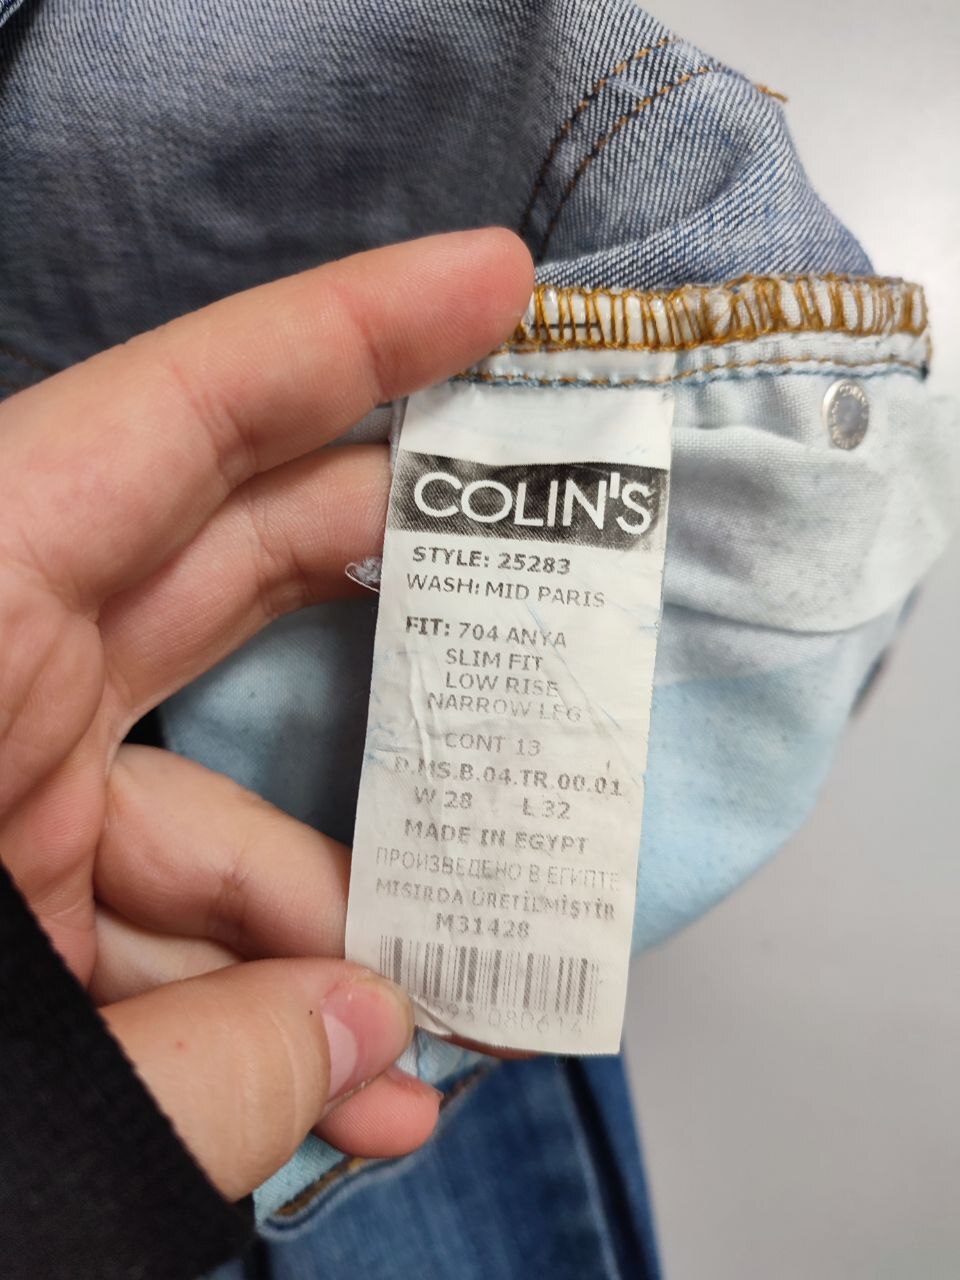 COLIN'S
STYLE: 25283
WASH: MID PARIS
FIT: 704 ANYA
SLIM FIT
LOW RISE
NARROW LEG
CONT 13
D.MS.B.04.TR.00.01
W 28 L 32
MADE IN EGYPT
ПРОИЗВЕДЕНО В ЕГИПТЕ
MISIRDA ÜRETİLMİŞTİR
M31428
080614